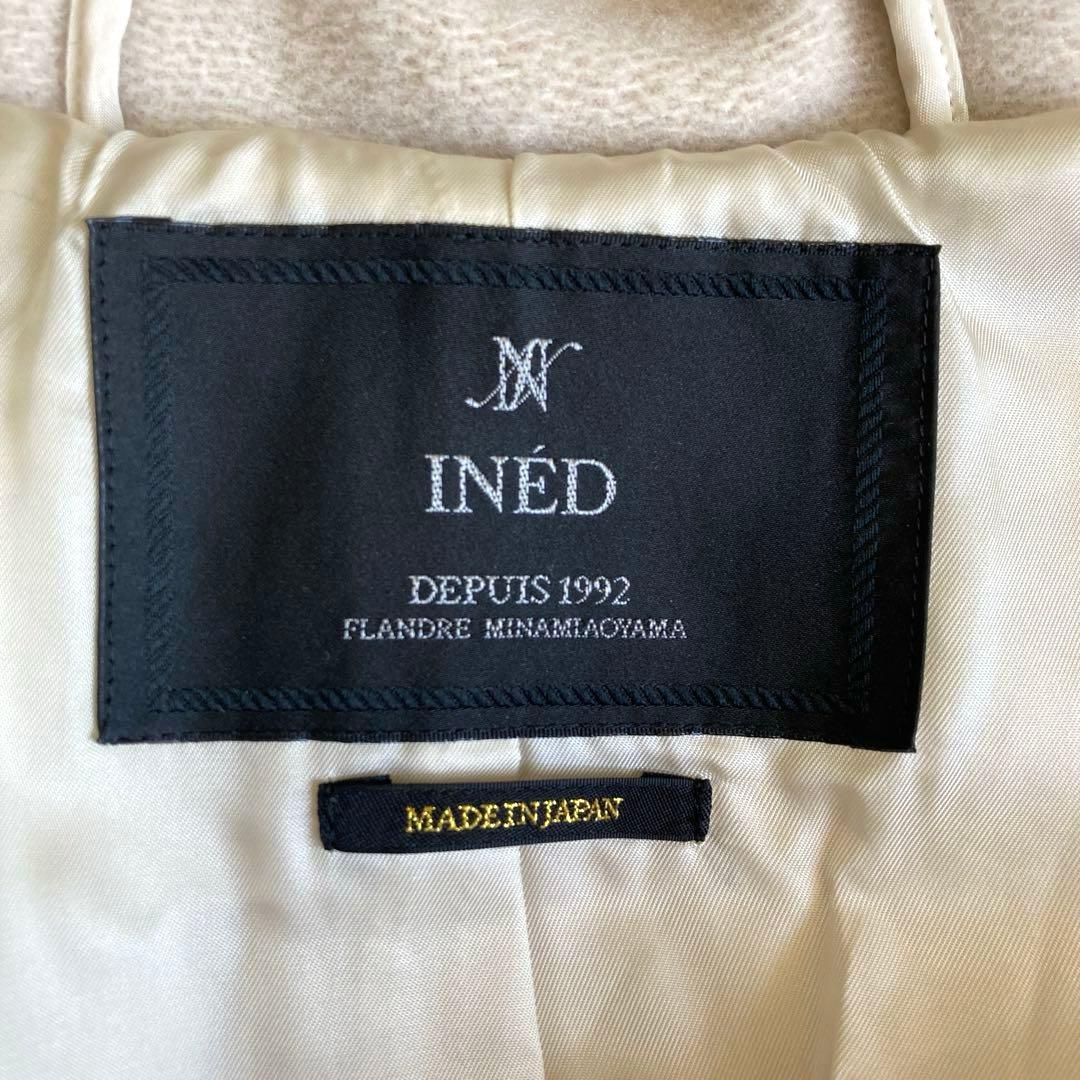 INÉD
DEPUIS 1992
FLANDRE MINAMIAOYAMA
MADE IN JAPAN